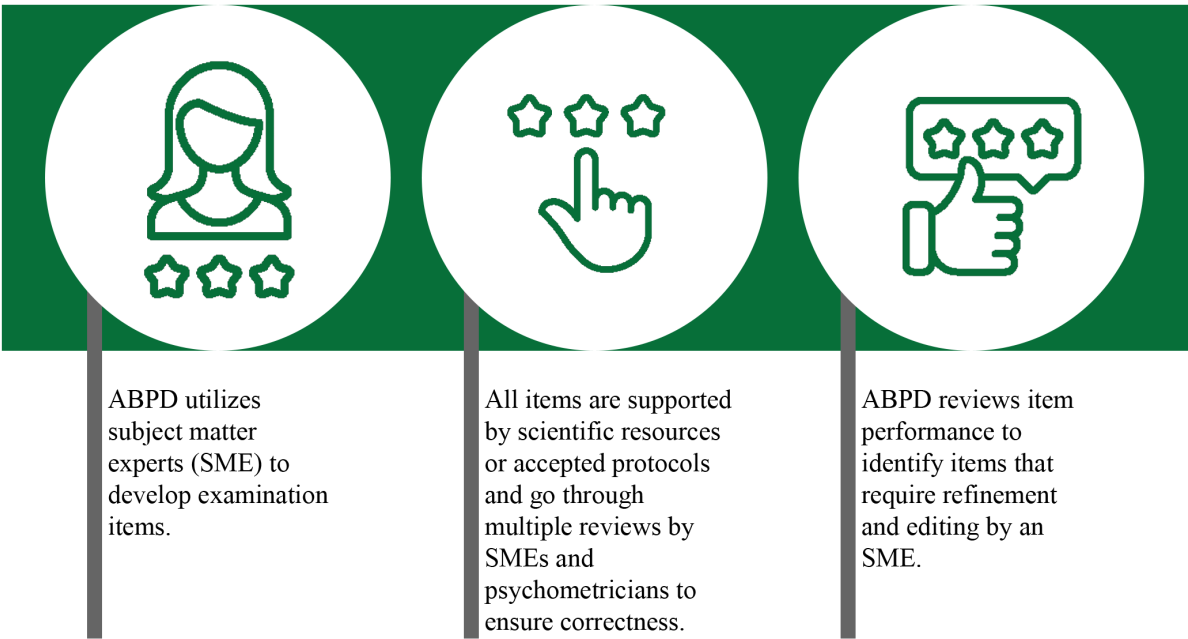 ABPD utilizes
subject matter
experts (SME) to
develop examination
items.
All items are supported
by scientific resources
or accepted protocols
and go through
multiple reviews by
SMEs and
psychometricians to
ensure correctness.
ABPD reviews item
performance to
identify items that
require refinement
and editing by an
SME.